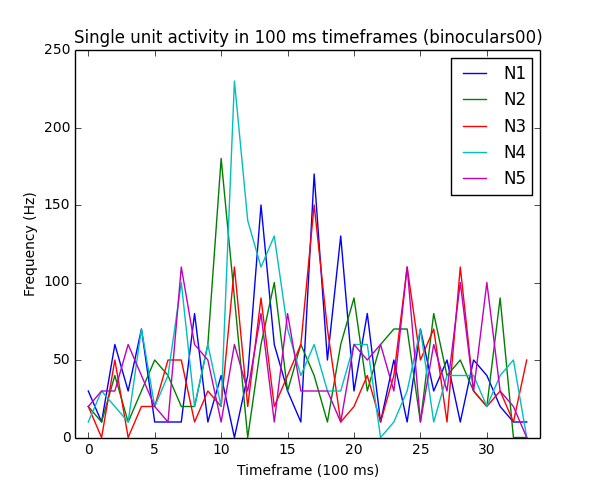 Single unit activity in 100 ms timeframes (binoculars00)
250
200
150
100
50
0
Frequency (Hz)
N1
N2
N3
N4
N5
0 5 10 15 20 25 30
Timeframe (100 ms)